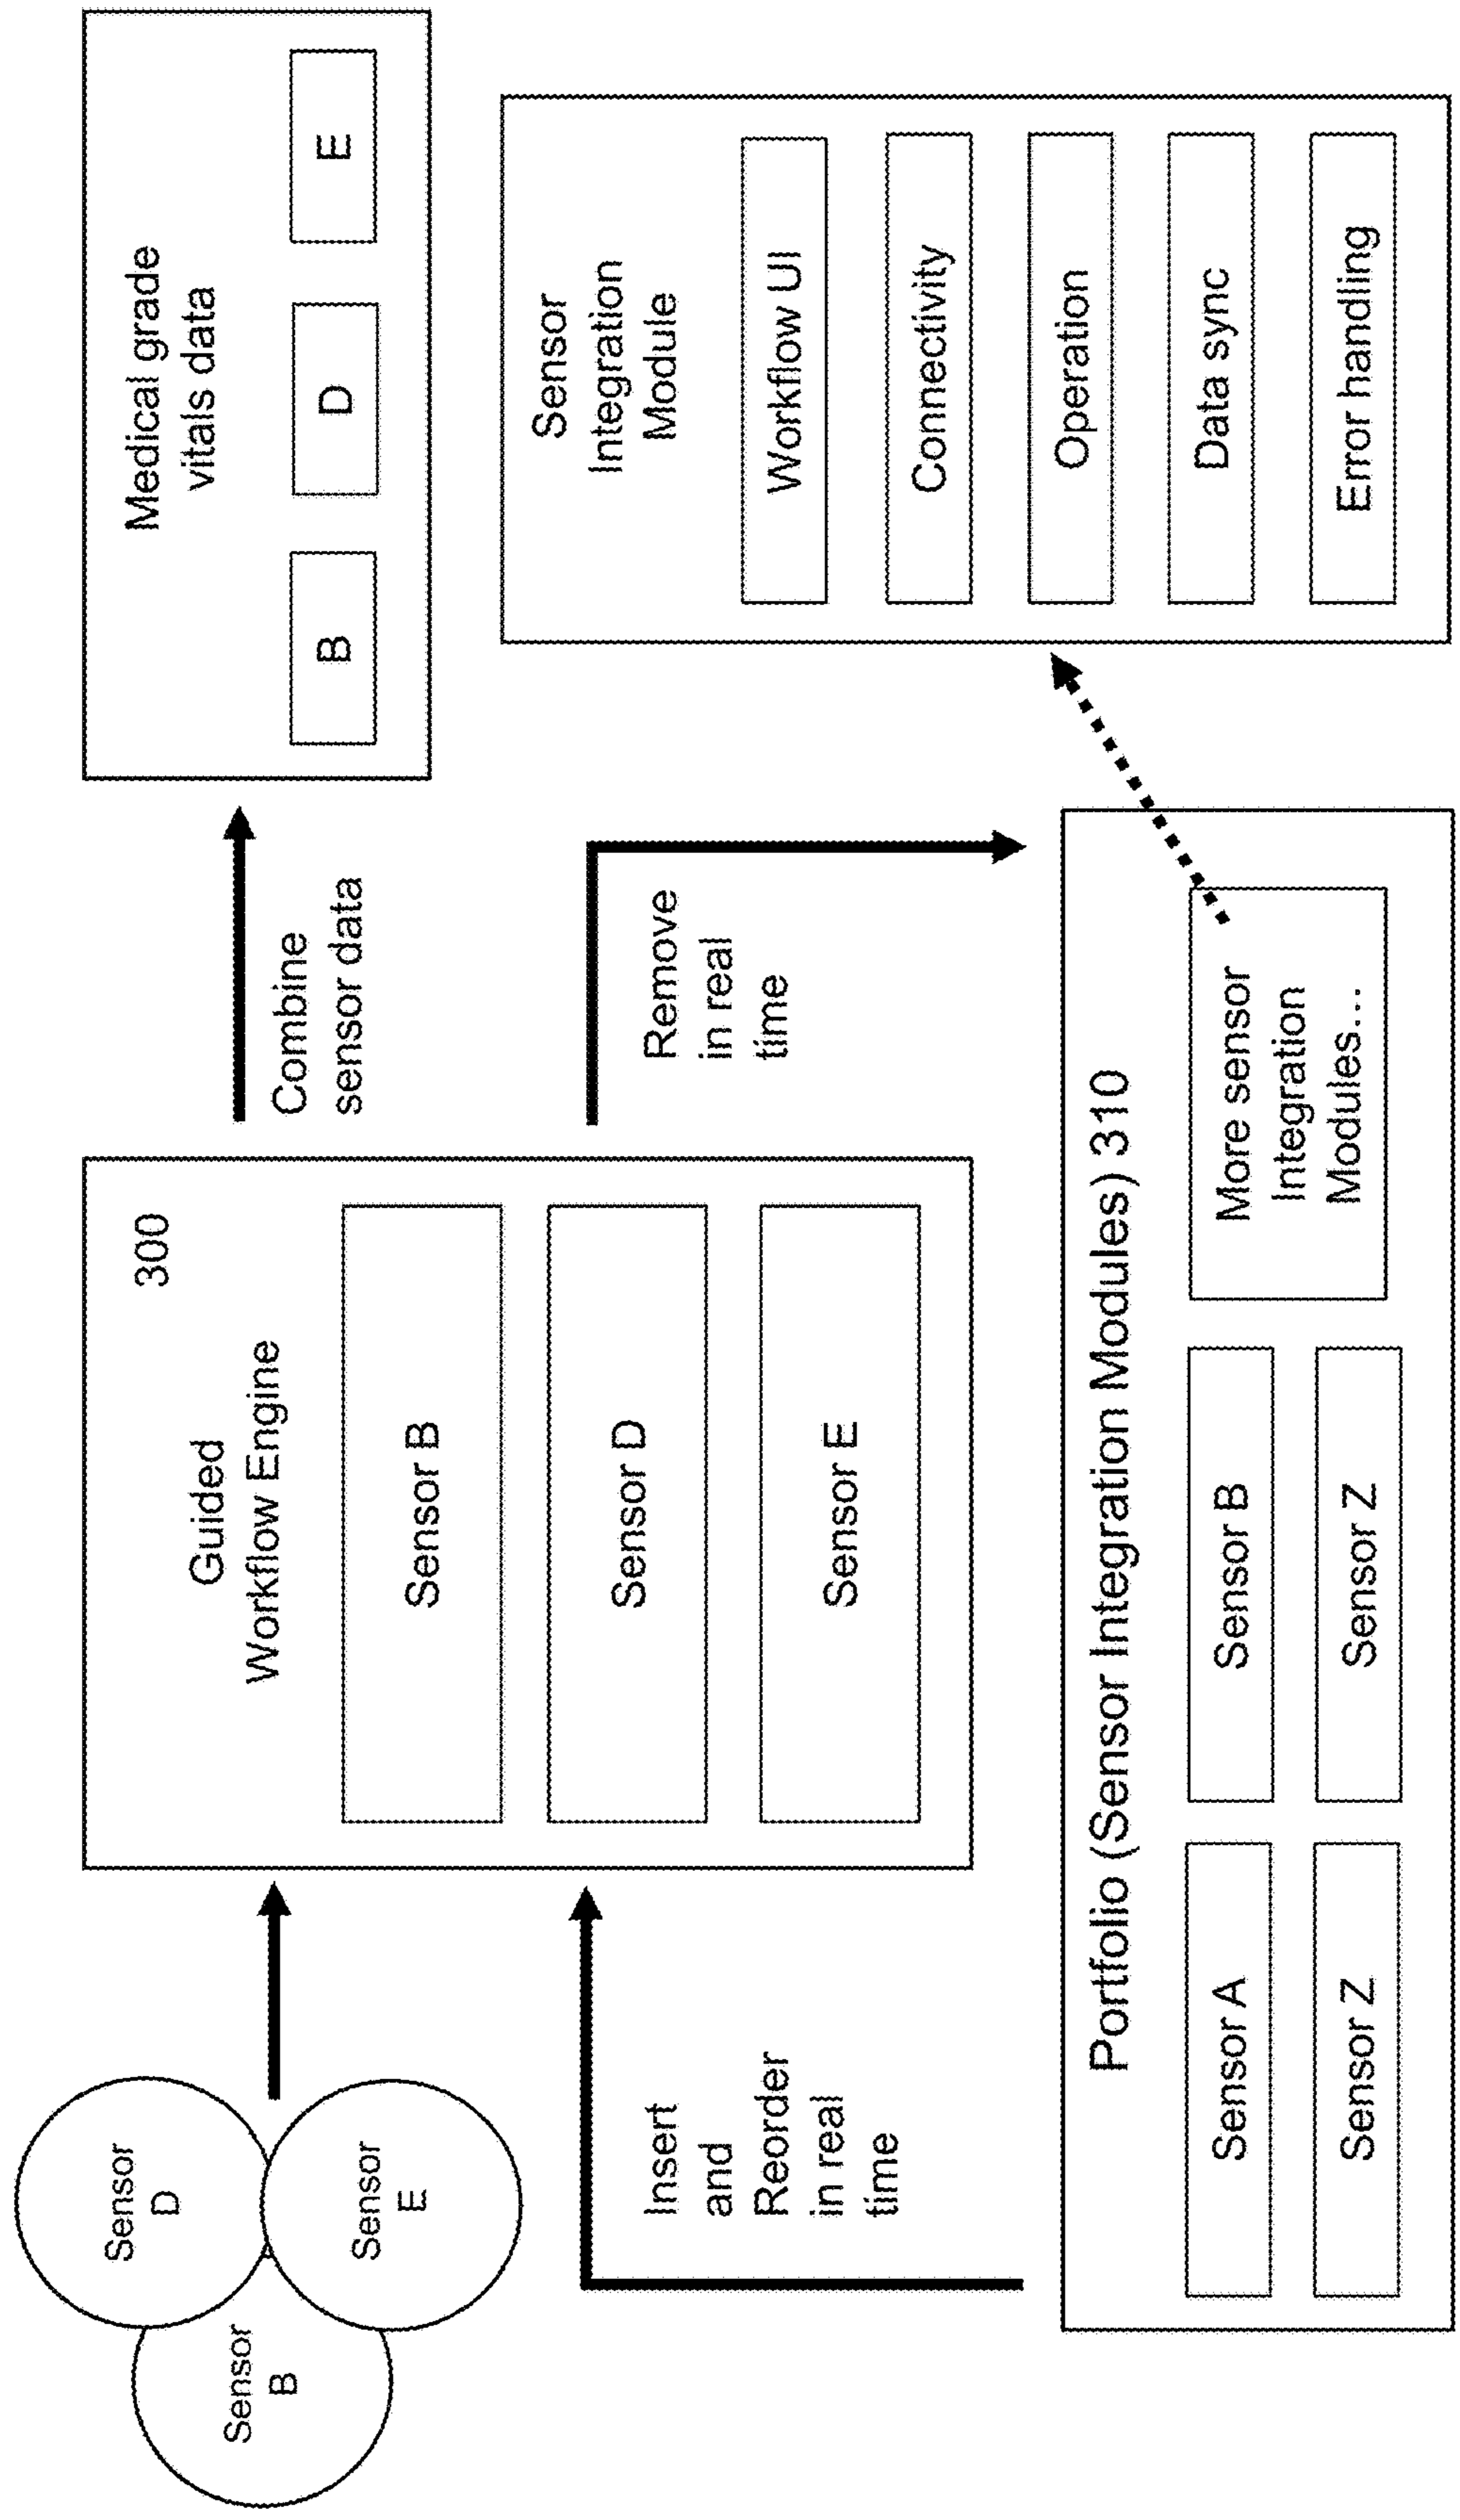 Sensor
B
Sensor
D
Sensor
E
Guided
Workflow Engine
300
Sensor B
Sensor D
Sensor E
Combine
sensor data
Medical grade
vitals data
B
D
E
Insert
and
Reorder
in real
time
Remove
in real
time
Portfolio (Sensor Integration Modules) 310
Sensor A
Sensor B
Sensor Z
Sensor Z
More sensor
Integration
Modules...
Sensor
Integration
Module
Workflow UI
Connectivity
Operation
Data sync
Error handling